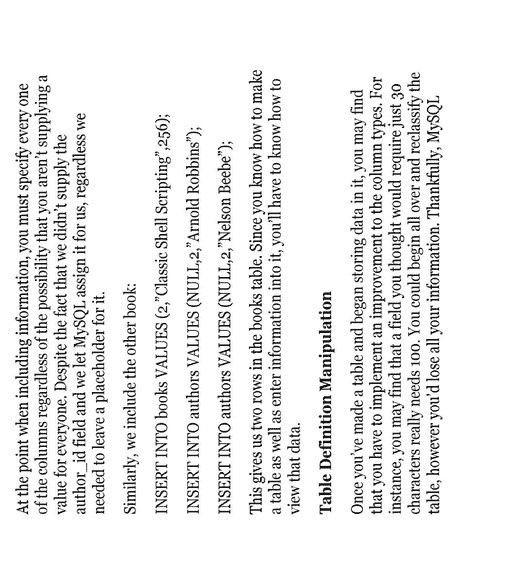 At the point when including information, you must specify every one
of the columns regardless of the possibility that you aren't supplying a
value for everyone. Despite the fact that we didn't supply the
author_id field and we let MySQL assign it for us, regardless we
needed to leave a placeholder for it.
Similarly, we include the other book:
INSERT INTO books VALUES (2,”Classic Shell Scripting”,256);
INSERT INTO authors VALUES (NULL,2,”Arnold Robbins”);
INSERT INTO authors VALUES (NULL,2,”Nelson Beebe”);
This gives us two rows in the books table. Since you know how to make
a table as well as enter information into it, you'll have to know how to
view that data.
Table Definition Manipulation
Once you've made a table and began storing data in it, you may find
that you have to implement an improvement to the column types. For
instance, you may find that a field you thought would require just 30
characters really needs 100. You could begin all over and reclassify the
table, however you'd lose all your information. Thankfully, MySQL